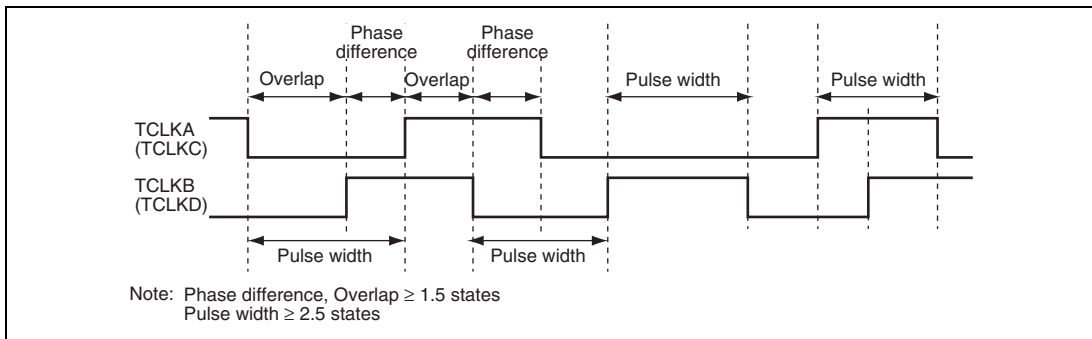 Phase
difference
Phase
difference
Overlap
Overlap
Pulse width
Pulse width
TCLKA
(TCLKC)
TCLKB
(TCLKD)
Pulse width
Pulse width
Note: Phase difference, Overlap ≥ 1.5 states
Pulse width ≥ 2.5 states